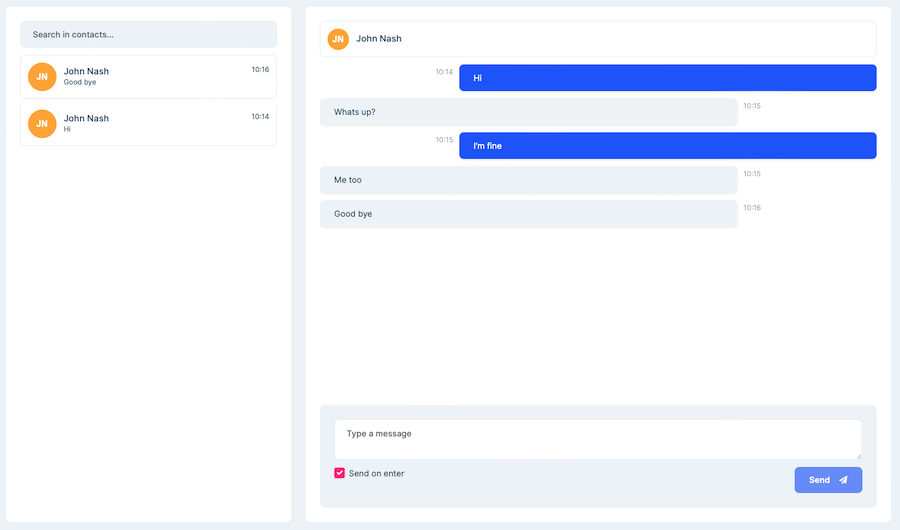 Search in contacts...
JN
John Nash
10:16
Good bye
JN
John Nash
10:14
Hi
JN
John Nash
10:14
Hi
Whats up?
10:15
10:15
I'm fine
Me too
10:15
Good bye
10:16
Type a message
Send on enter
Send